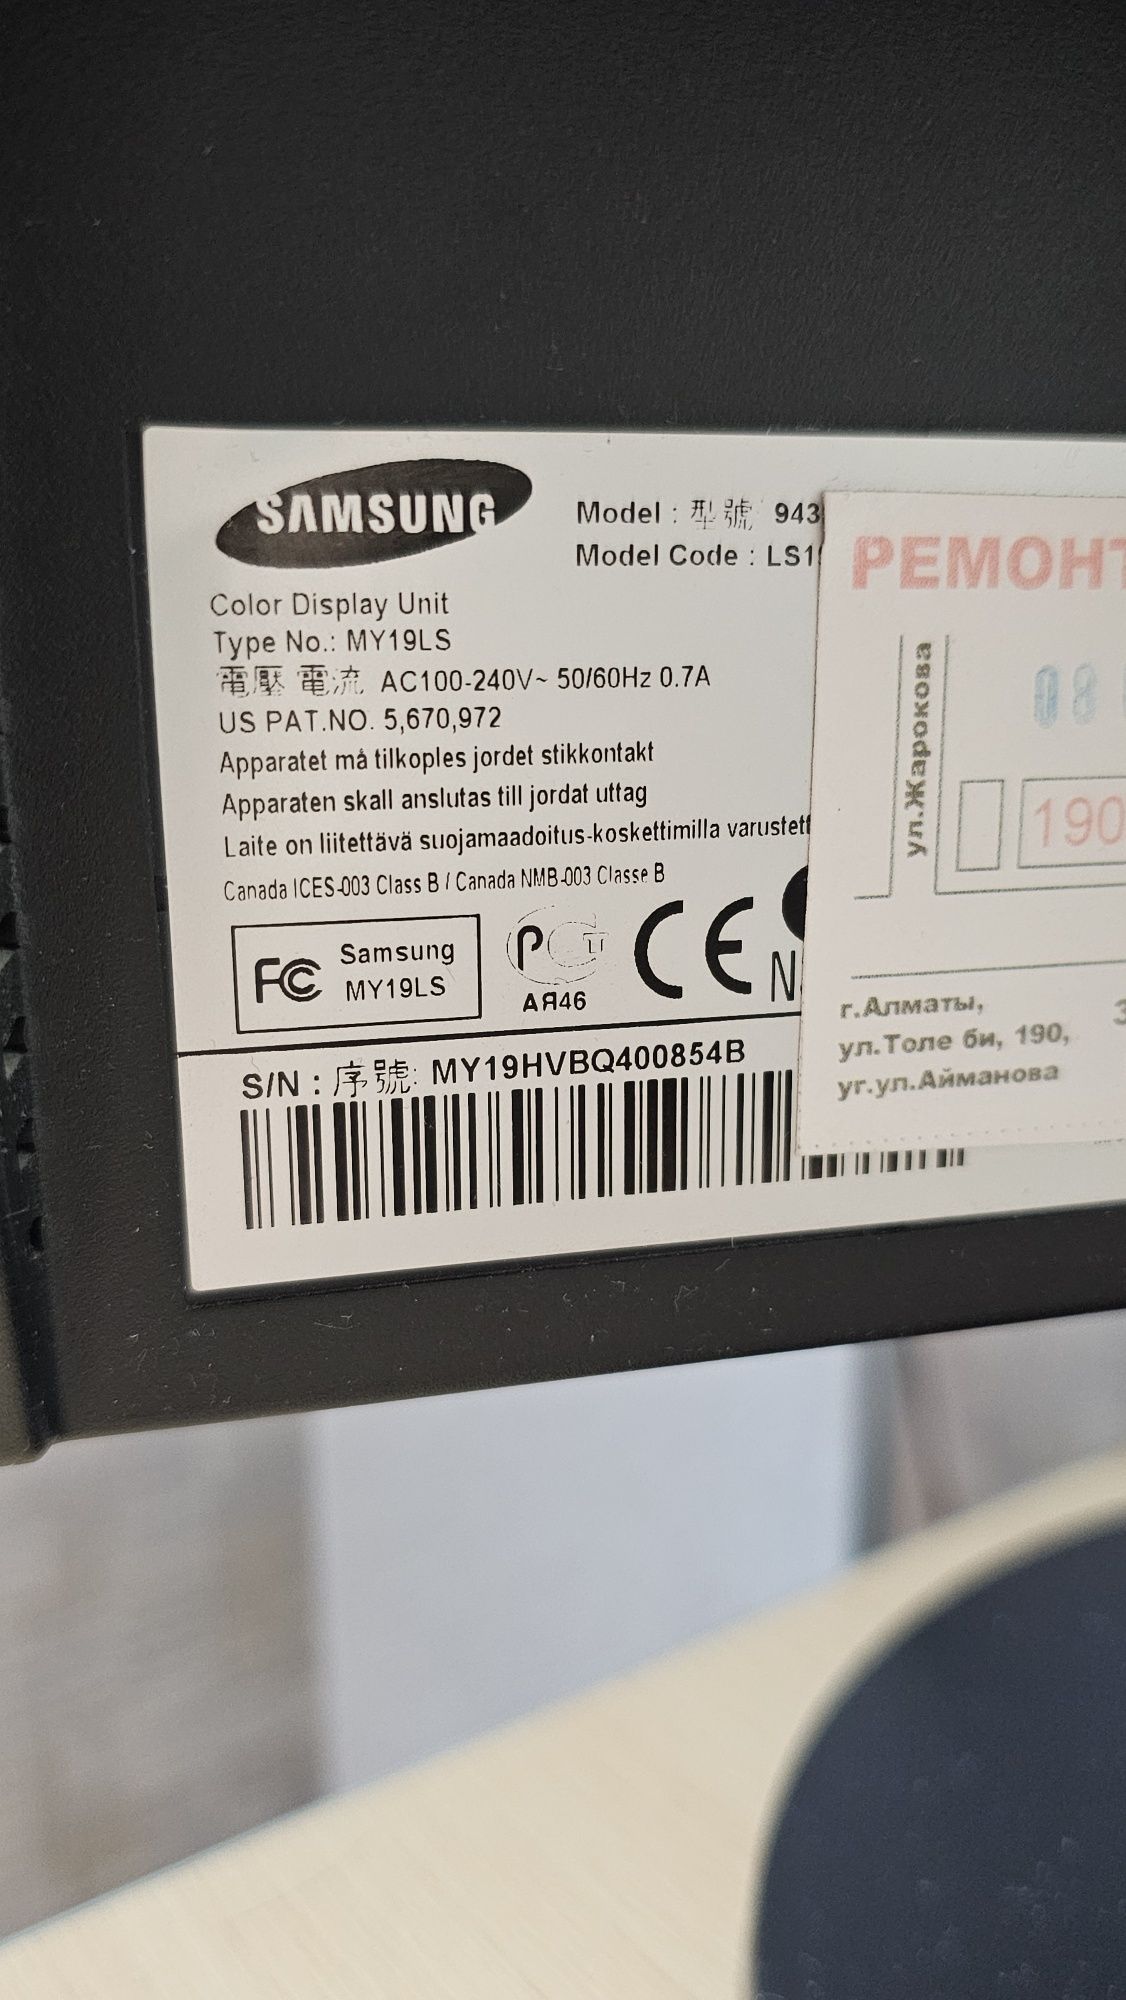 SAMSUNG
Model : 型號 943
Model Code : LS1
Color Display Unit
Type No.: MY19LS
電壓 電流 AC100-240V~ 50/60Hz 0.7A
US PAT.NO. 5,670,972
Apparatet må tilkoples jordet stikkontakt
Apparaten skall anslutas till jordat uttag
Laite on liitettävä suojamaadoitus-koskettimilla varustett
Canada ICES-003 Class B / Canada NMB-003 Classe B
FC Samsung
MY19LS
РСТ
АЯ46
CE
N
S/N : 序號: MY19HVBQ400854B
РЕМОНТ
ул.Жарокова
08
190
г.Алматы,
ул.Толе би, 190,
уг.ул.Айманова